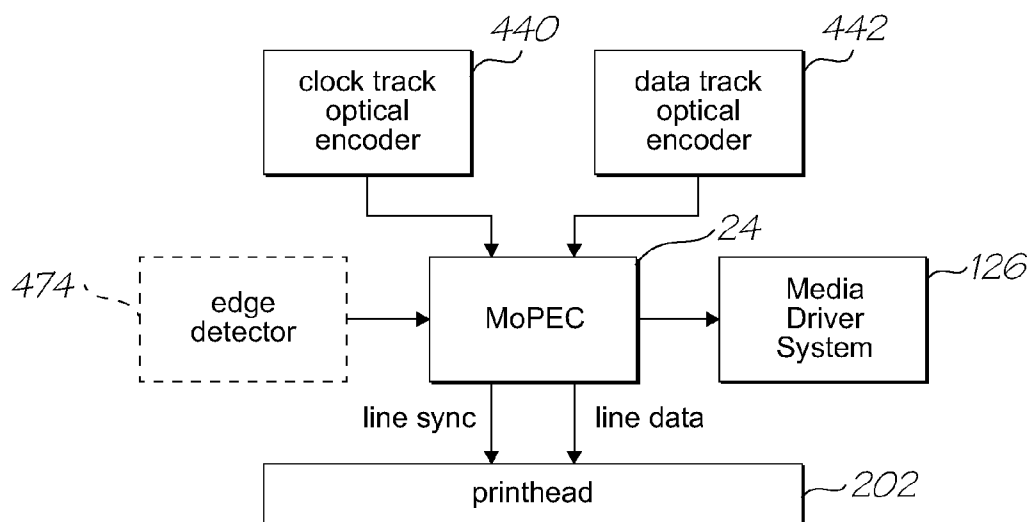 440
442
clock track
optical
encoder
data track
optical
encoder
24
474
126
edge
detector
MoPEC
Media
Driver
System
line sync
line data
printhead
202